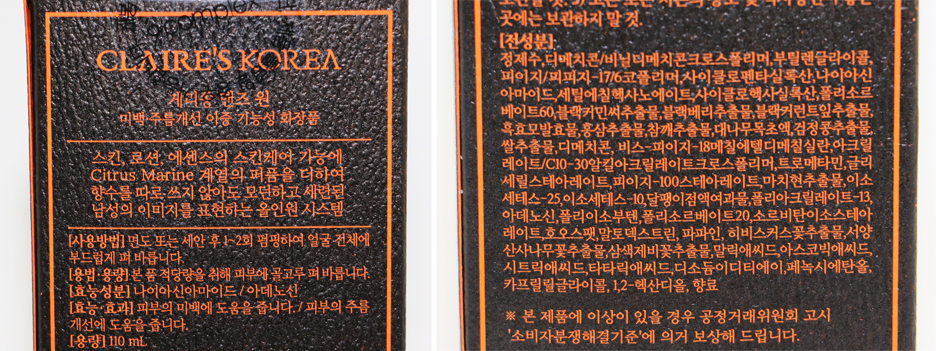 CLAIRE'S KOREA
게리쏭 맨즈 원
미백·주름개선 이중 기능성 화장품
스킨, 로션, 에센스의 스킨케어 기능에
Citrus Marine 계열의 퍼퓸을 더하여
향수를 따로 쓰지 않아도 모던하고 세련된
남성의 이미지를 표현하는 올인원 시스템
[사용방법] 면도 또는 세안 후 1~2회 펌핑하여 얼굴 전체에
부드럽게 펴 바릅니다.
[용법·용량] 본 품 적당량을 취해 피부에 골고루 펴 바릅니다.
[효능성분] 나이아신아마이드 / 아데노신
[효능·효과] 피부의 미백에 도움을 줍니다. / 피부의 주름
개선에 도움을 줍니다.
[용량] 110 mL
곳에는 보관하지 말 것.
[전성분]
정제수,디메치콘/비닐디메치콘크로스폴리머,부틸렌글라이콜,
피이지/피피지-17/6코폴리머,사이클로펜타실록산,나이아신
아마이드,세틸에칠헥사노에이트,사이클로헥사실록산,폴리소르
베이트60,블랙커민씨추출물,블랙베리추출물,블랙커런트잎추출물,
흑효모발효물,홍삼추출물,참깨추출물,대나무목초액,검정콩추출물,
쌀추출물,디메치콘, 비스-피이지-18메칠에텔디메칠실란,아크릴
레이트/C10-30알킬아크릴레이트크로스폴리머,트로메타민,글리
세릴스테아레이트,피이지-100스테아레이트,마치현추출물,이소
세테스-25,이소세테스-10,달팽이점액여과물,폴리아크릴레이트-13,
아데노신,폴리이소부텐,폴리소르베이트20,소르비탄이소스테아
레이트,호오스팻,말토덱스트린, 파파인, 히비스커스꽃추출물,서양
산사나무꽃추출물,삼색제비꽃추출물,말릭애씨드,아스코빅애씨드,
시트릭애씨드,타타릭애씨드,디소듐이디티에이,페녹시에탄올,
카프릴릴글라이콜, 1,2-헥산디올, 향료
※ 본 제품에 이상이 있을 경우 공정거래위원회 고시
'소비자분쟁해결기준'에 의거 보상해 드립니다.